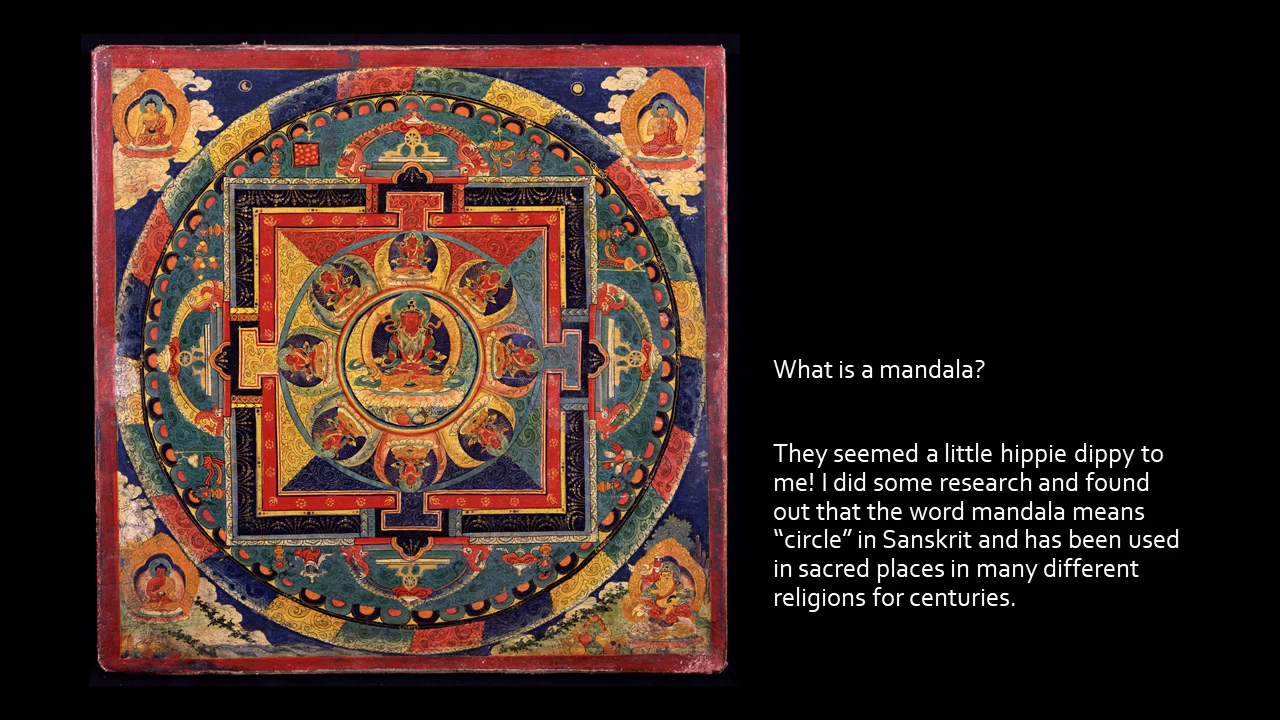 What is a mandala?
They seemed a little hippie dippy to
me! I did some research and found
out that the word mandala means
“circle” in Sanskrit and has been used
in sacred places in many different
religions for centuries.